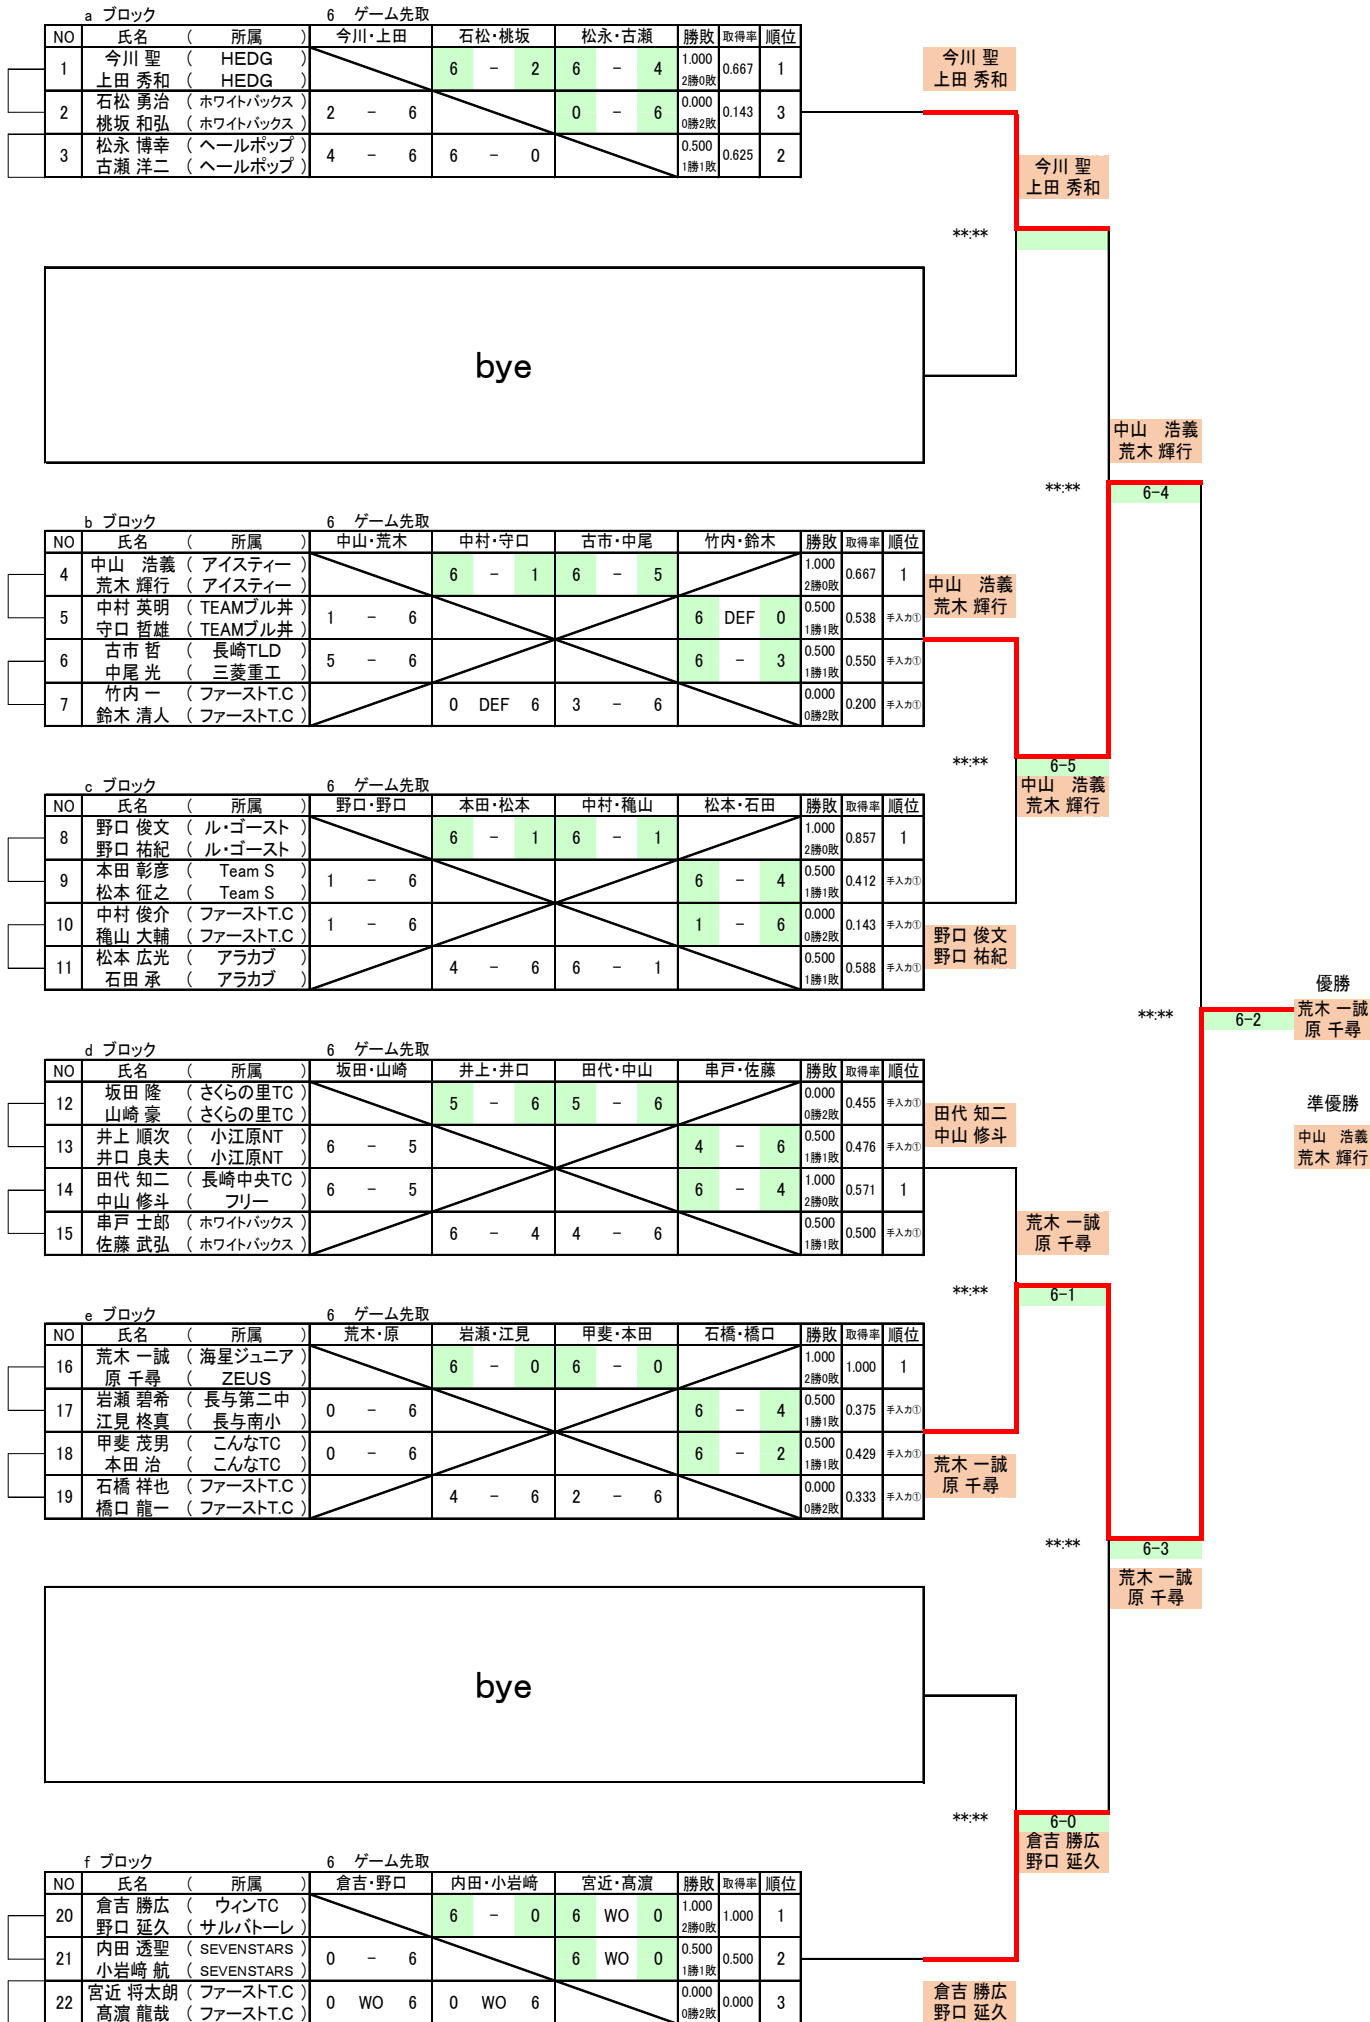 a ブロック 6 ゲーム先取
NO 氏名 ( 所属 ) 今川・上田 石松・桃坂 松永・古瀬 勝敗 取得率 順位
1 今川 聖 ( HEDG ) 6 - 2 6 - 4 1.000 0.667 1
上田 秀和 ( HEDG ) 2勝0敗
2 石松 勇治 ( ホワイトバックス ) 2 - 6 0 - 6 0.000 0.143 3
桃坂 和弘 ( ホワイトバックス ) 0勝2敗
3 松永 博幸 ( ヘールポップ ) 4 - 6 6 - 0 0.500 0.625 2
古瀬 洋二 ( ヘールポップ ) 1勝1敗
今川 聖
上田 秀和
今川 聖
上田 秀和
**:**
bye
中山 浩義
荒木 輝行
**:** 6-4
b ブロック 6 ゲーム先取
NO 氏名 ( 所属 ) 中山・荒木 中村・守口 古市・中尾 竹内・鈴木 勝敗 取得率 順位
4 中山 浩義 ( アイスティー ) 6 - 1 6 - 5 1.000 0.667 1
荒木 輝行 ( アイスティー ) 2勝0敗
5 中村 英明 ( TEAMブル丼 ) 1 - 6 6 DEF 0 0.500 0.538 手入力①
守口 哲雄 ( TEAMブル丼 ) 1勝1敗
6 古市 哲 ( 長崎TLD ) 5 - 6 6 - 3 0.500 0.550 手入力①
中尾 光 ( 三菱重工 ) 1勝1敗
7 竹内 一 ( ファーストT.C ) 0 DEF 6 3 - 6 0.000 0.200 手入力①
鈴木 清人 ( ファーストT.C ) 0勝2敗
中山 浩義
荒木 輝行
**:** 6-5
中山 浩義
荒木 輝行
c ブロック 6 ゲーム先取
NO 氏名 ( 所属 ) 野口・野口 本田・松本 中村・穐山 松本・石田 勝敗 取得率 順位
8 野口 俊文 ( ル・ゴースト ) 6 - 1 6 - 1 1.000 0.857 1
野口 祐紀 ( ル・ゴースト ) 2勝0敗
9 本田 彰彦 ( Team S ) 1 - 6 6 - 4 0.500 0.412 手入力①
松本 征之 ( Team S ) 1勝1敗
10 中村 俊介 ( ファーストT.C ) 1 - 6 1 - 6 0.000 0.143 手入力①
穐山 大輔 ( ファーストT.C ) 0勝2敗
11 松本 広光 ( アラカブ ) 4 - 6 6 - 1 0.500 0.588 手入力①
石田 承 ( アラカブ ) 1勝1敗
野口 俊文
野口 祐紀
優勝
**:** 6-2 荒木 一誠
原 千尋
準優勝
中山 浩義
荒木 輝行
d ブロック 6 ゲーム先取
NO 氏名 ( 所属 ) 坂田・山崎 井上・井口 田代・中山 串戸・佐藤 勝敗 取得率 順位
12 坂田 隆 ( さくらの里TC ) 5 - 6 5 - 6 0.000 0.455 手入力①
山崎 豪 ( さくらの里TC ) 0勝2敗
13 井上 順次 ( 小江原NT ) 6 - 5 4 - 6 0.500 0.476 手入力①
井口 良夫 ( 小江原NT ) 1勝1敗
14 田代 知二 ( 長崎中央TC ) 6 - 5 6 - 4 1.000 0.571 1
中山 修斗 ( フリー ) 2勝0敗
15 串戸 士郎 ( ホワイトバックス ) 6 - 4 4 - 6 0.500 0.500 手入力①
佐藤 武弘 ( ホワイトバックス ) 1勝1敗
田代 知二
中山 修斗
荒木 一誠
原 千尋
**:** 6-1
e ブロック 6 ゲーム先取
NO 氏名 ( 所属 ) 荒木・原 岩瀬・江見 甲斐・本田 石橋・橋口 勝敗 取得率 順位
16 荒木 一誠 ( 海星ジュニア ) 6 - 0 6 - 0 1.000 1.000 1
原 千尋 ( ZEUS ) 2勝0敗
17 岩瀬 碧希 ( 長与第二中 ) 0 - 6 6 - 4 0.500 0.375 手入力①
江見 柊真 ( 長与南小 ) 1勝1敗
18 甲斐 茂男 ( こんなTC ) 0 - 6 6 - 2 0.500 0.429 手入力①
本田 治 ( こんなTC ) 1勝1敗
19 石橋 祥也 ( ファーストT.C ) 4 - 6 2 - 6 0.000 0.333 手入力①
橋口 龍一 ( ファーストT.C ) 0勝2敗
荒木 一誠
原 千尋
**:** 6-3
荒木 一誠
原 千尋
bye
**:** 6-0
倉吉 勝広
野口 延久
f ブロック 6 ゲーム先取
NO 氏名 ( 所属 ) 倉吉・野口 内田・小岩﨑 宮近・髙濵 勝敗 取得率 順位
20 倉吉 勝広 ( ウィンTC ) 6 - 0 6 WO 0 1.000 1.000 1
野口 延久 ( サルバトーレ ) 2勝0敗
21 内田 透聖 ( SEVENSTARS ) 0 - 6 6 WO 0 0.500 0.500 2
小岩﨑 航 ( SEVENSTARS ) 1勝1敗
22 宮近 将太朗 ( ファーストT.C ) 0 WO 6 0 WO 6 0.000 0.000 3
髙濵 龍哉 ( ファーストT.C ) 0勝2敗
倉吉 勝広
野口 延久